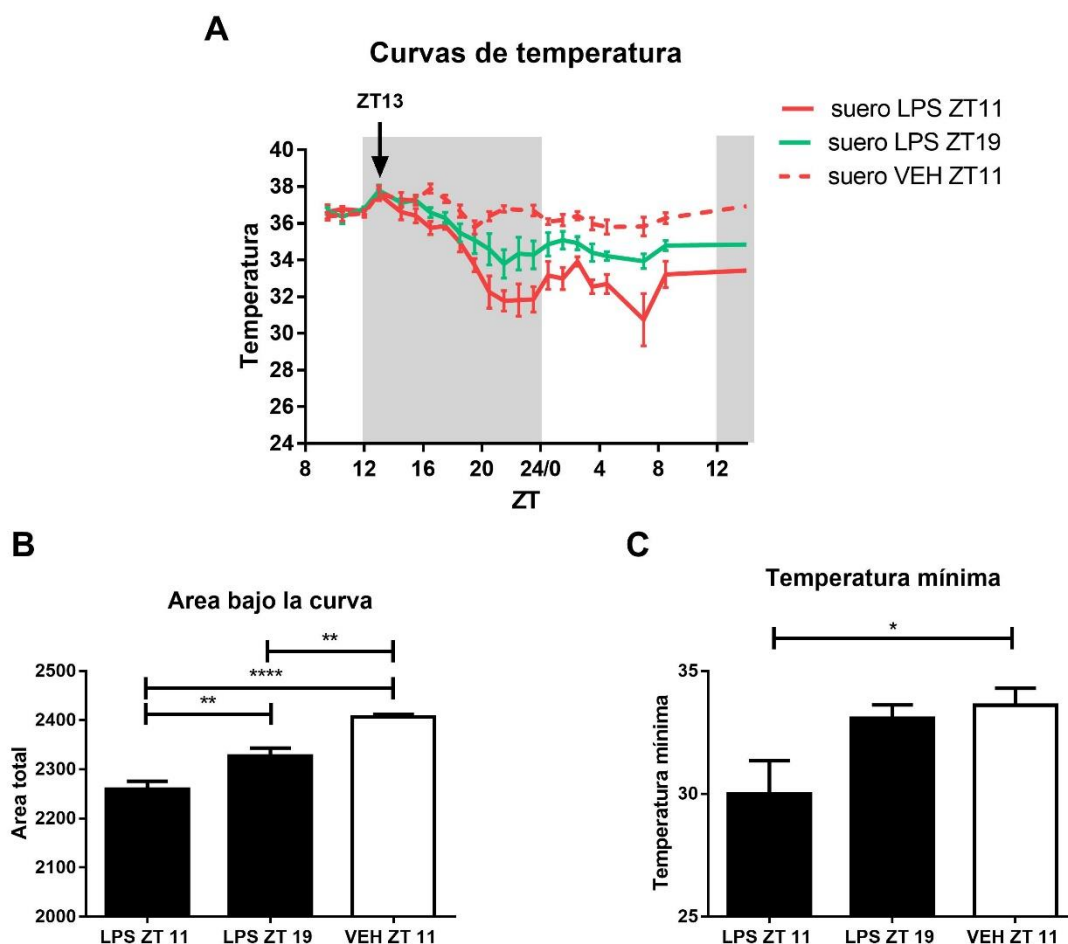 A
Curvas de temperatura
ZT13
suero LPS ZT11
suero LPS ZT19
suero VEH ZT11
Temperatura
40
38
36
34
32
30
28
26
24
8 12 16 20 24/0 4 8 12
ZT
B
Area bajo la curva
**
****
**
Area total
2500
2400
2300
2200
2100
2000
LPS ZT 11 LPS ZT 19 VEH ZT 11
C
Temperatura mínima
*
Temperatura mínima
35
30
25
LPS ZT 11 LPS ZT 19 VEH ZT 11